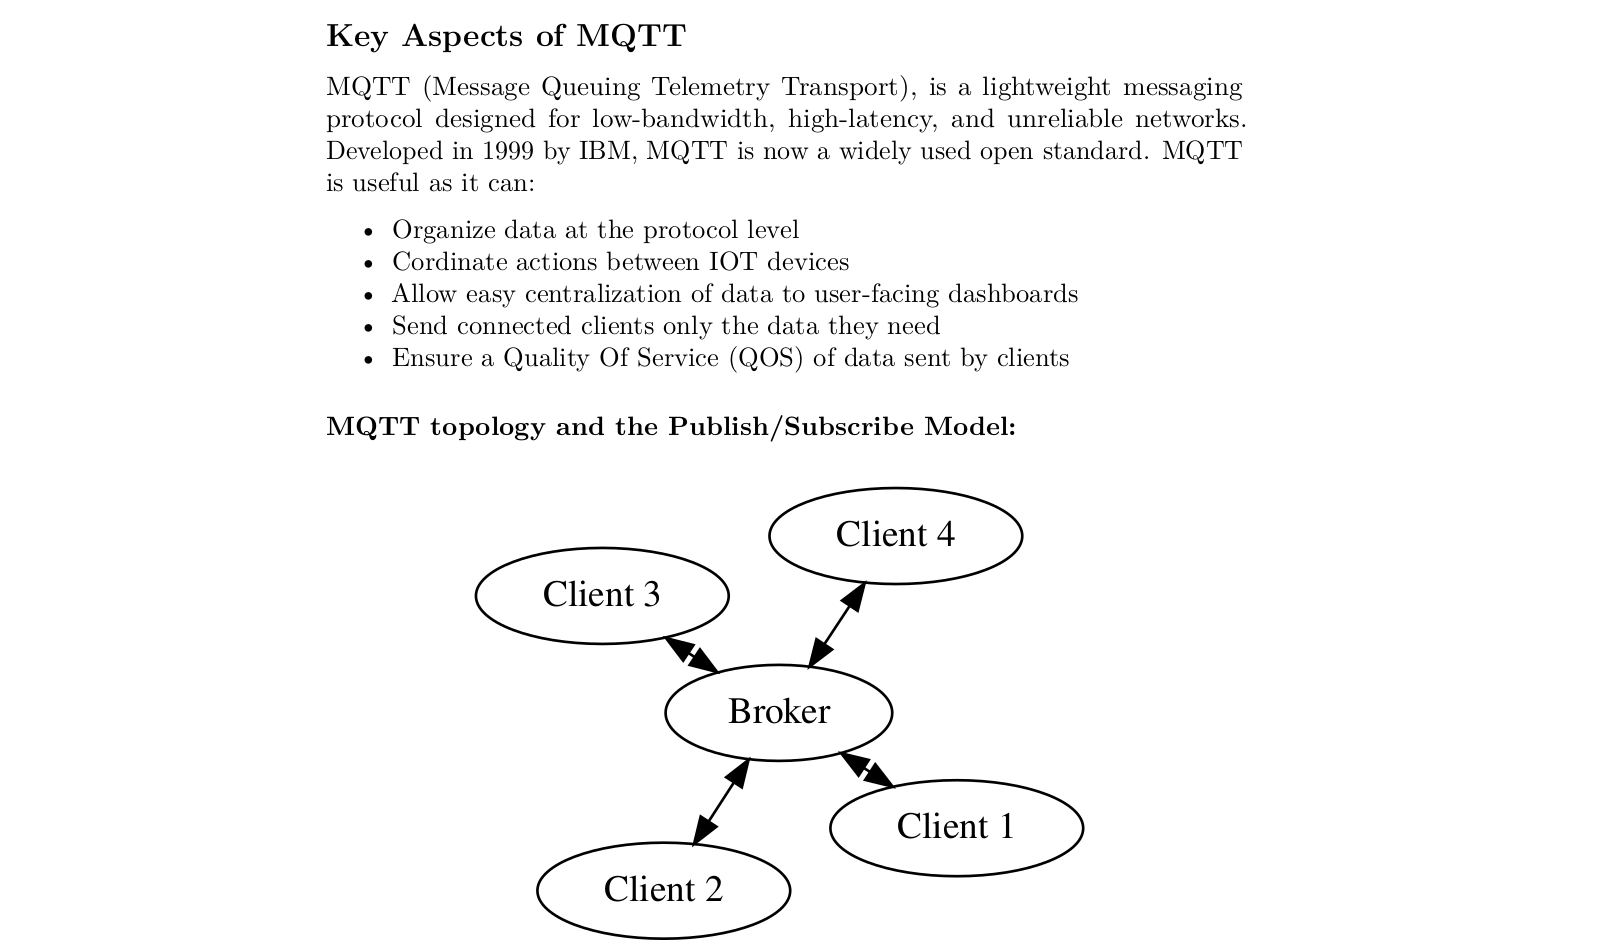 Key Aspects of MQTT
MQTT (Message Queuing Telemetry Transport), is a lightweight messaging
protocol designed for low-bandwidth, high-latency, and unreliable networks.
Developed in 1999 by IBM, MQTT is now a widely used open standard. MQTT
is useful as it can:
• Organize data at the protocol level
• Cordinate actions between IOT devices
• Allow easy centralization of data to user-facing dashboards
• Send connected clients only the data they need
• Ensure a Quality Of Service (QOS) of data sent by clients
MQTT topology and the Publish/Subscribe Model:
Client 4
Client 3
Broker
Client 1
Client 2